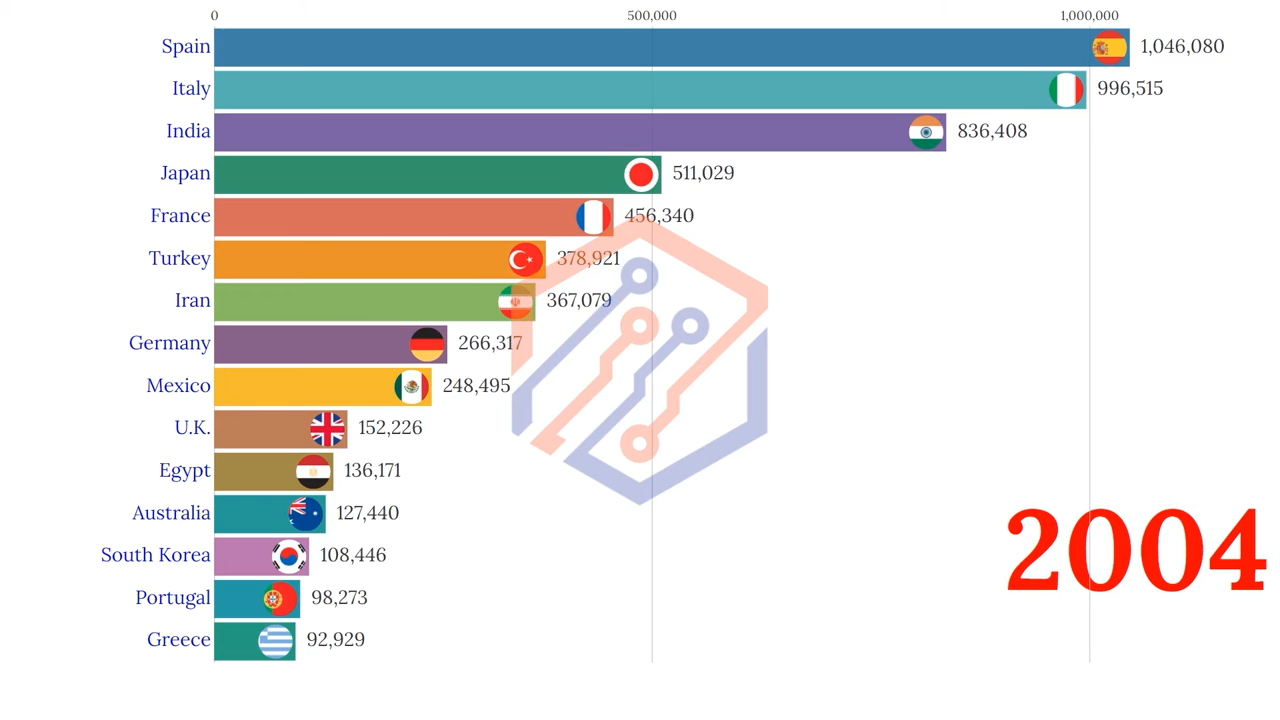 0 500,000 1,000,000
Spain 1,046,080
Italy 996,515
India 836,408
Japan 511,029
France 456,340
Turkey 378,921
Iran 367,079
Germany 266,317
Mexico 248,495
U.K. 152,226
Egypt 136,171
Australia 127,440
South Korea 108,446
Portugal 98,273
Greece 92,929
2004